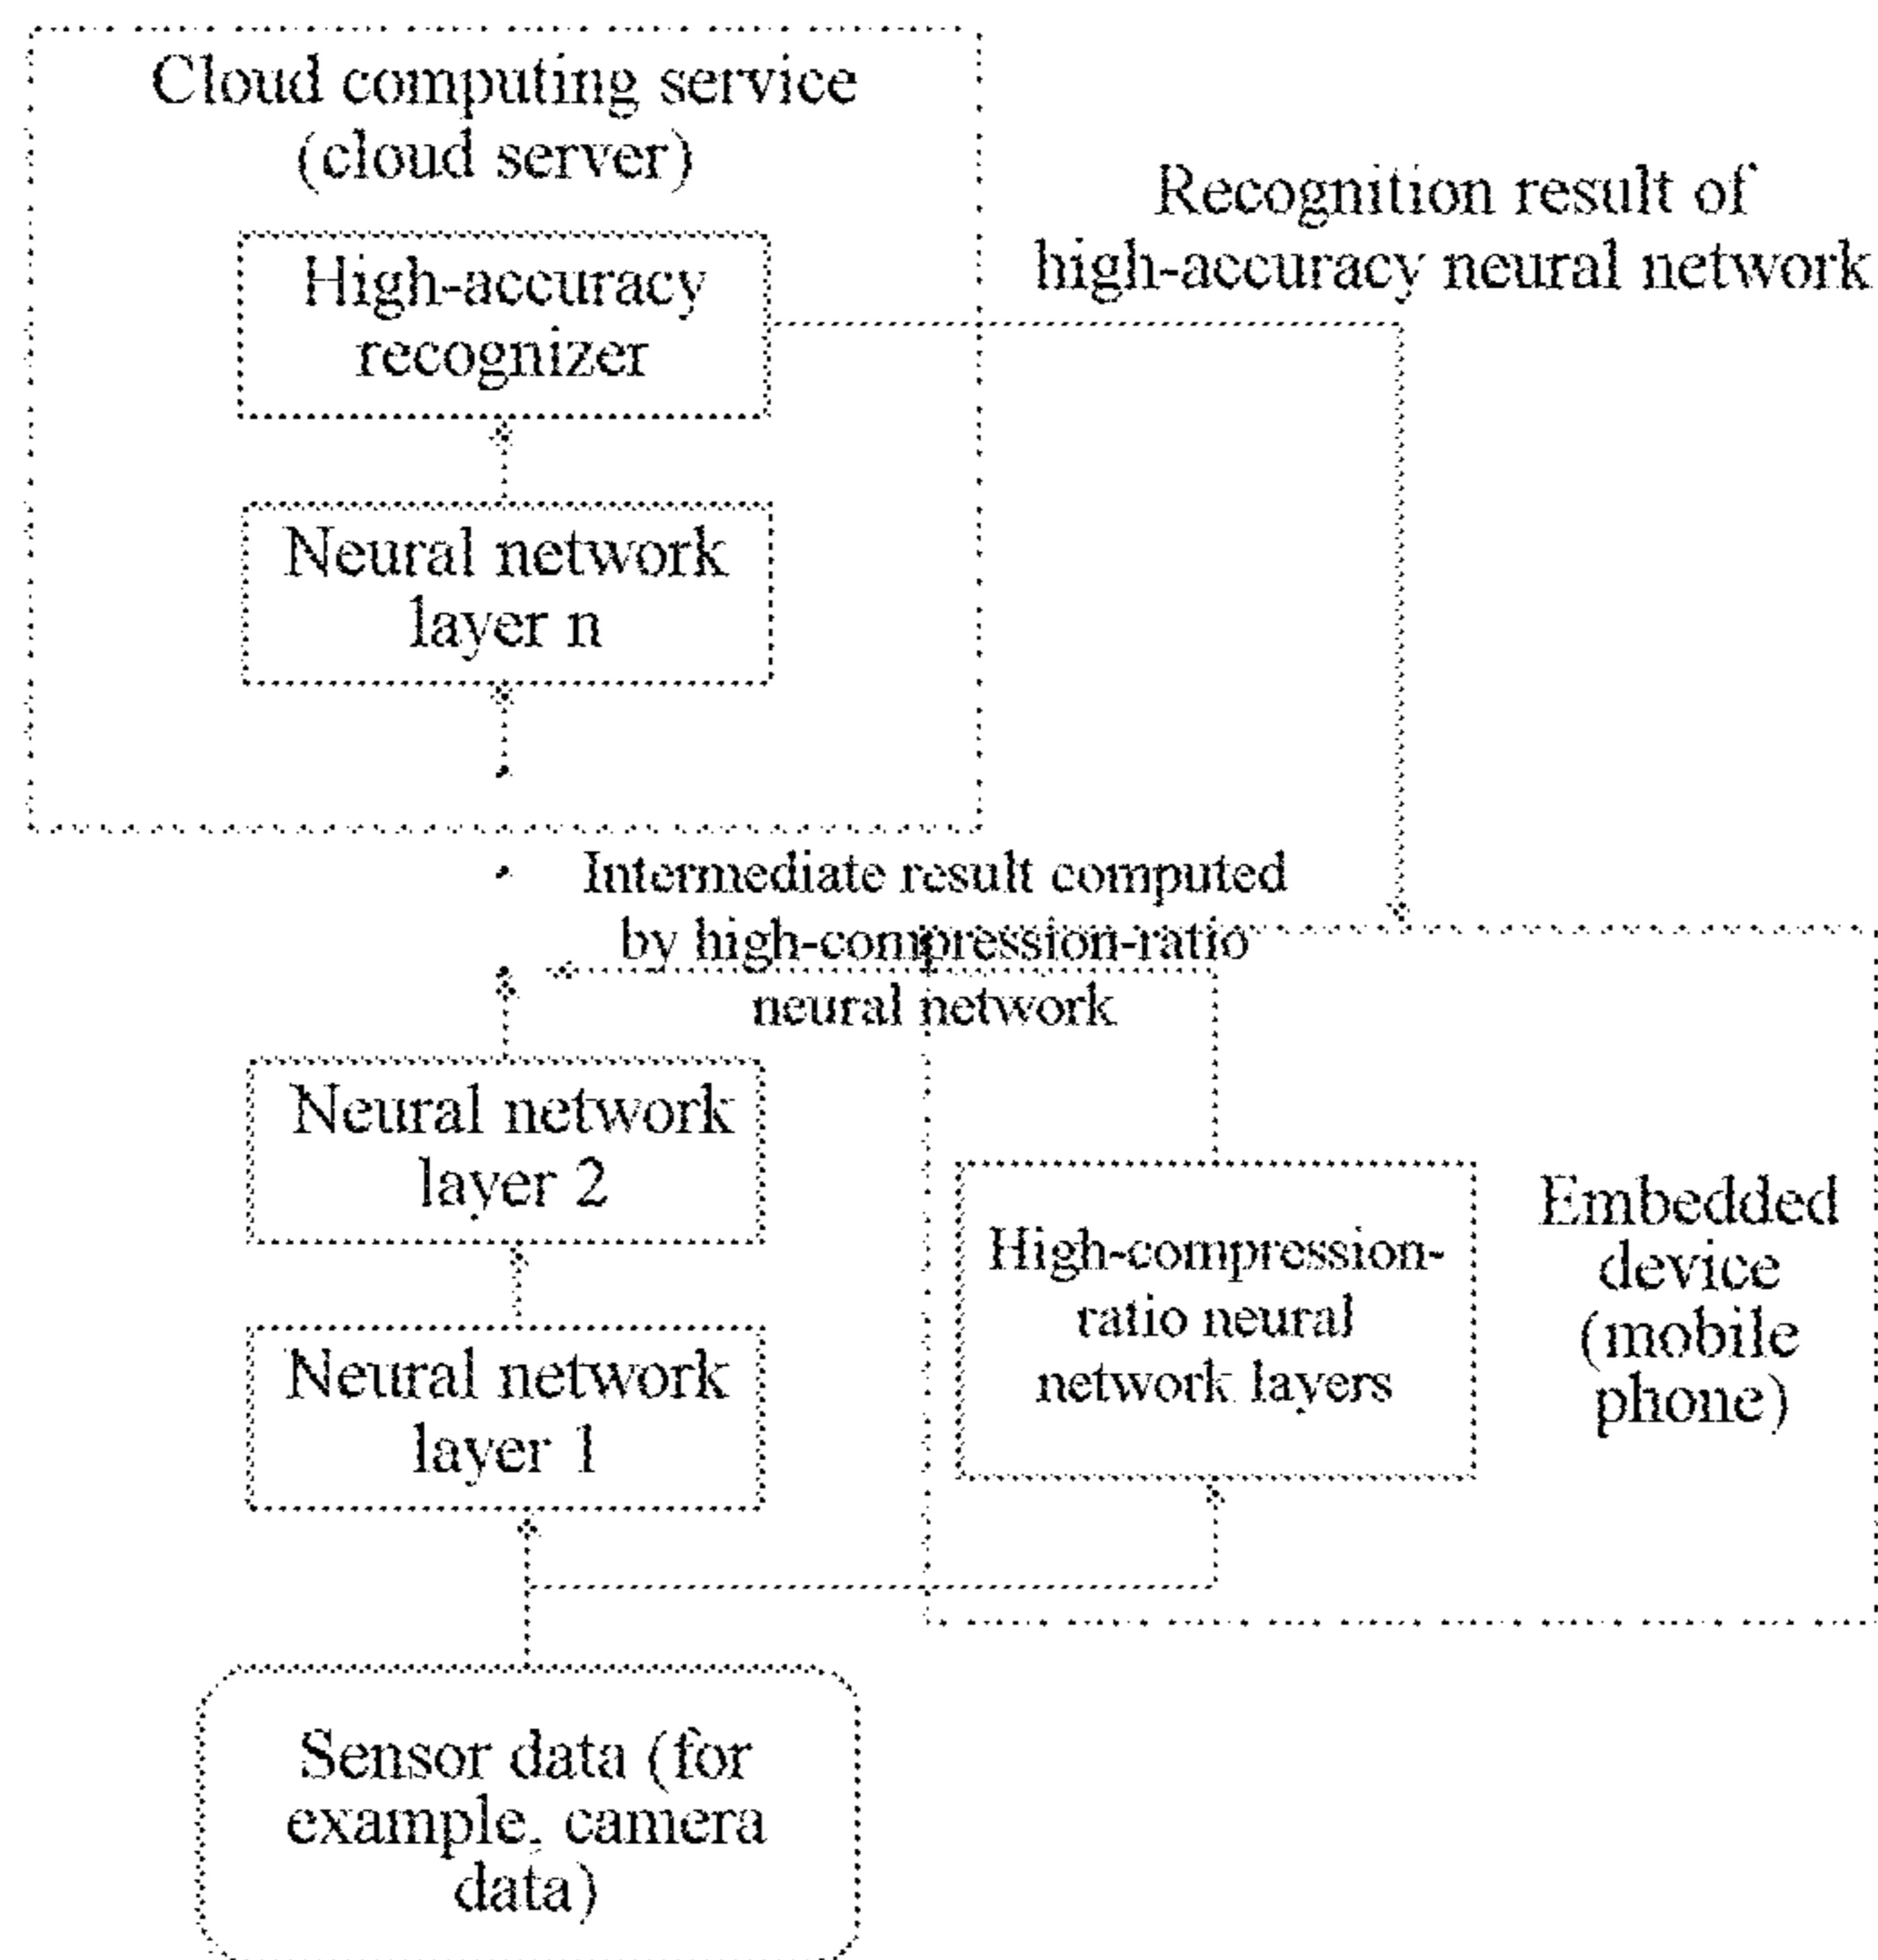 Cloud computing service
(cloud server)
Recognition result of
high-accuracy neural network
High-accuracy
recognizer
Neural network
layer n
Intermediate result computed
by high-compression-ratio
neural network
Neural network
layer 2
High-compression-
ratio neural
network layers
Embedded
device
(mobile
phone)
Neural network
layer 1
Sensor data (for
example, camera
data)